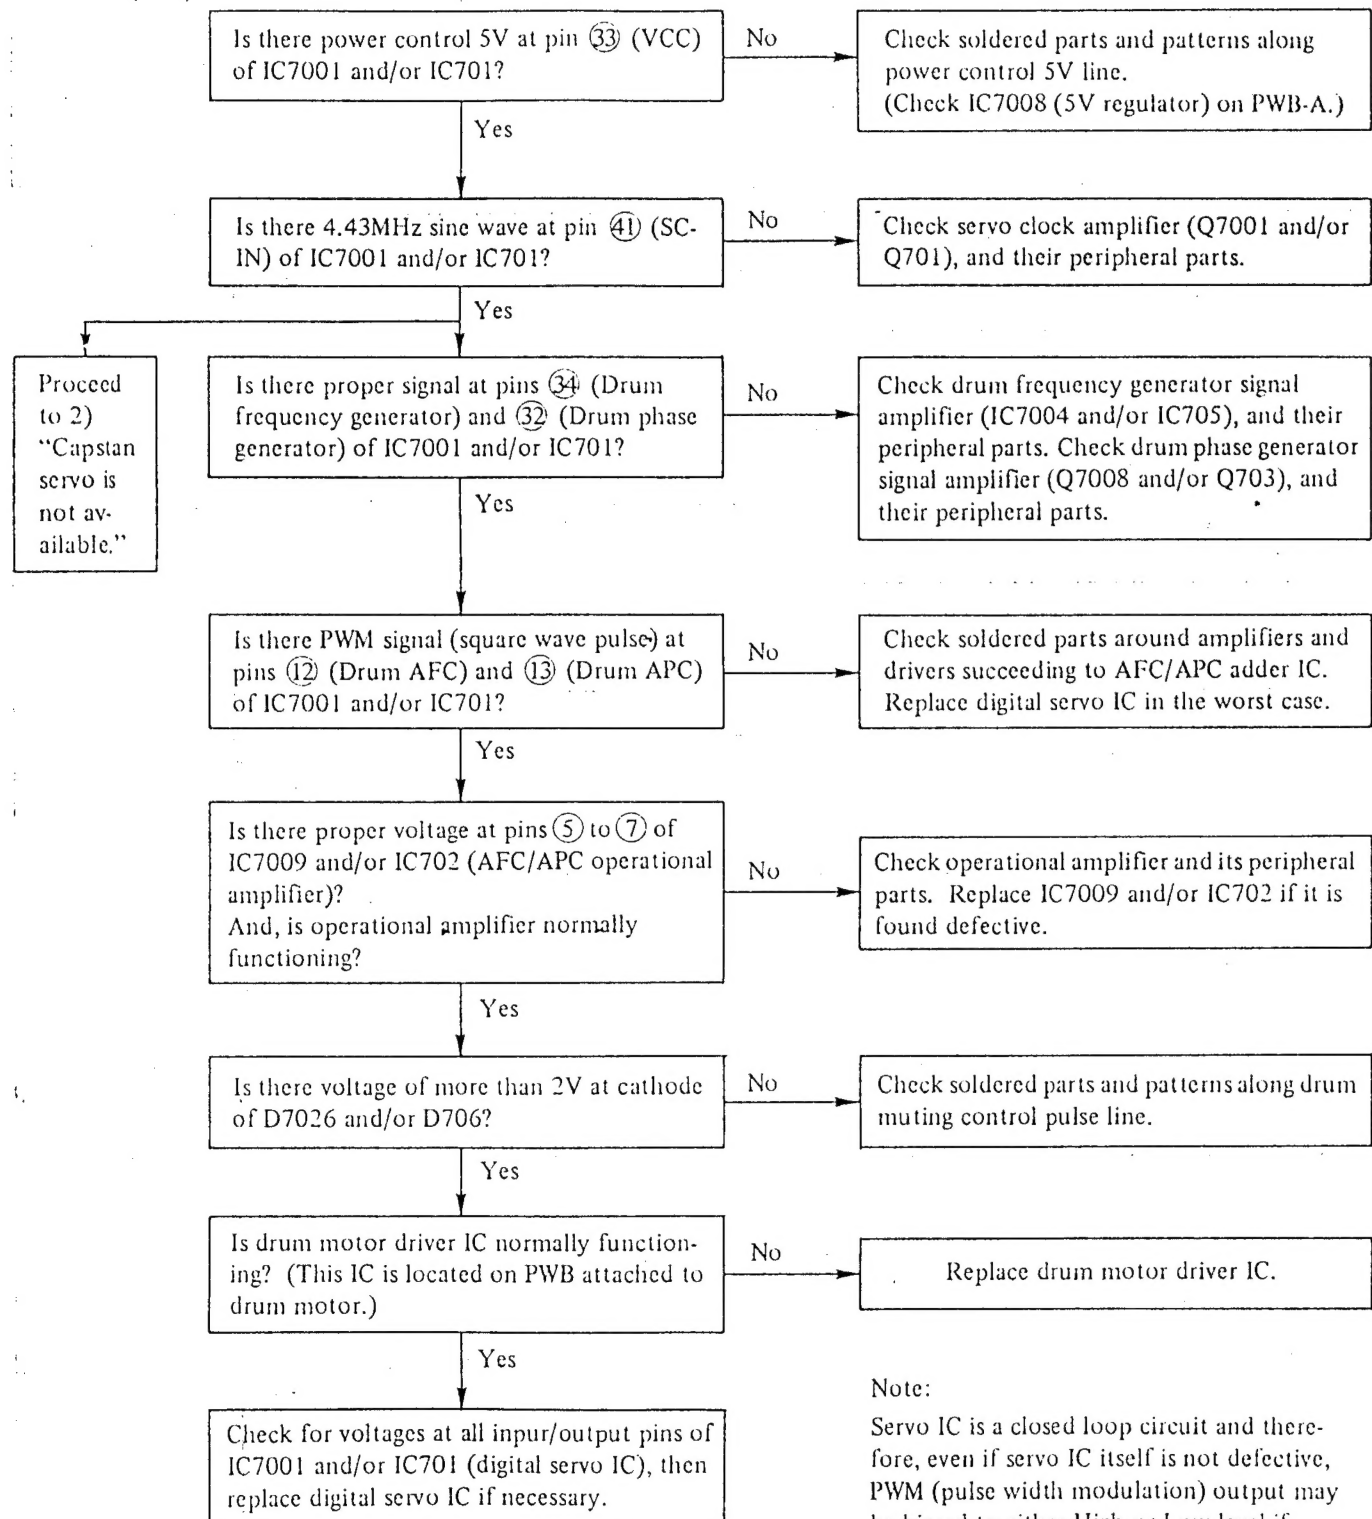 Is there power control 5V at pin ㉝ (VCC)
of IC7001 and/or IC701?
No
Check soldered parts and patterns along
power control 5V line.
(Check IC7008 (5V regulator) on PWB-A.)
Yes
Is there 4.43MHz sine wave at pin ㊶ (SC-
IN) of IC7001 and/or IC701?
No
Check servo clock amplifier (Q7001 and/or
Q701), and their peripheral parts.
Yes
Proceed
to 2)
“Capstan
servo is
not av-
ailable.”
Is there proper signal at pins ㉞ (Drum
frequency generator) and ㉜ (Drum phase
generator) of IC7001 and/or IC701?
No
Check drum frequency generator signal
amplifier (IC7004 and/or IC705), and their
peripheral parts. Check drum phase generator
signal amplifier (Q7008 and/or Q703), and
their peripheral parts.
Yes
Is there PWM signal (square wave pulse) at
pins ⑫ (Drum AFC) and ⑬ (Drum APC)
of IC7001 and/or IC701?
No
Check soldered parts around amplifiers and
drivers succeeding to AFC/APC adder IC.
Replace digital servo IC in the worst case.
Yes
Is there proper voltage at pins ⑤ to ⑦ of
IC7009 and/or IC702 (AFC/APC operational
amplifier)?
And, is operational amplifier normally
functioning?
No
Check operational amplifier and its peripheral
parts. Replace IC7009 and/or IC702 if it is
found defective.
Yes
Is there voltage of more than 2V at cathode
of D7026 and/or D706?
No
Check soldered parts and patterns along drum
muting control pulse line.
Yes
Is drum motor driver IC normally function-
ing? (This IC is located on PWB attached to
drum motor.)
No
Replace drum motor driver IC.
Yes
Check for voltages at all inpur/output pins of
IC7001 and/or IC701 (digital servo IC), then
replace digital servo IC if necessary.
Note:
Servo IC is a closed loop circuit and there-
fore, even if servo IC itself is not defective,
PWM (pulse width modulation) output may